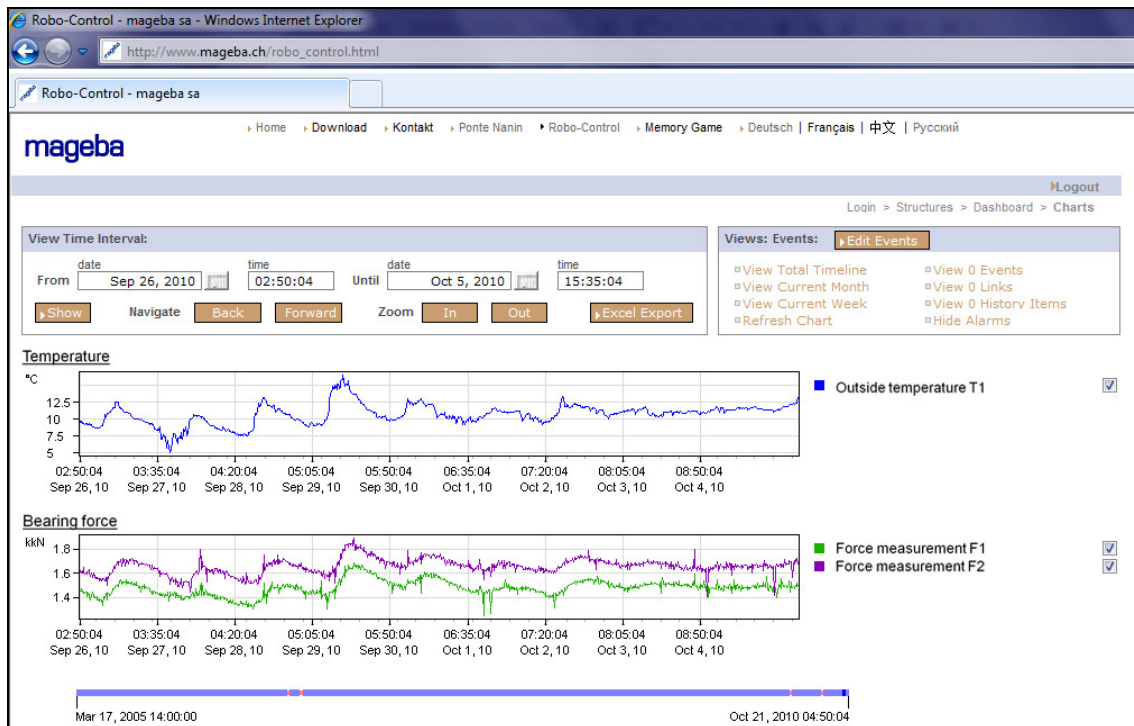 Robo-Control - mageba sa - Windows Internet Explorer
http://www.mageba.ch/robo_control.html
Robo-Control - mageba sa
Home Download Kontakt Ponte Nanin Robo-Control Memory Game Deutsch | Français | 中文 | Русский
mageba
Logout
Login > Structures > Dashboard > Charts
View Time Interval:
date time date time
From Sep 26, 2010 02:50:04 Until Oct 5, 2010 15:35:04
Show Navigate Back Forward Zoom In Out Excel Export
Views: Events: Edit Events
View Total Timeline View 0 Events
View Current Month View 0 Links
View Current Week View 0 History Items
Refresh Chart Hide Alarms
Temperature
°C
12.5
10
7.5
5
02:50:04 03:35:04 04:20:04 05:05:04 05:50:04 06:35:04 07:20:04 08:05:04 08:50:04
Sep 26, 10 Sep 27, 10 Sep 28, 10 Sep 29, 10 Sep 30, 10 Oct 1, 10 Oct 2, 10 Oct 3, 10 Oct 4, 10
Outside temperature T1
Bearing force
kkN
1.8
1.6
1.4
02:50:04 03:35:04 04:20:04 05:05:04 05:50:04 06:35:04 07:20:04 08:05:04 08:50:04
Sep 26, 10 Sep 27, 10 Sep 28, 10 Sep 29, 10 Sep 30, 10 Oct 1, 10 Oct 2, 10 Oct 3, 10 Oct 4, 10
Force measurement F1
Force measurement F2
Mar 17, 2005 14:00:00 Oct 21, 2010 04:50:04